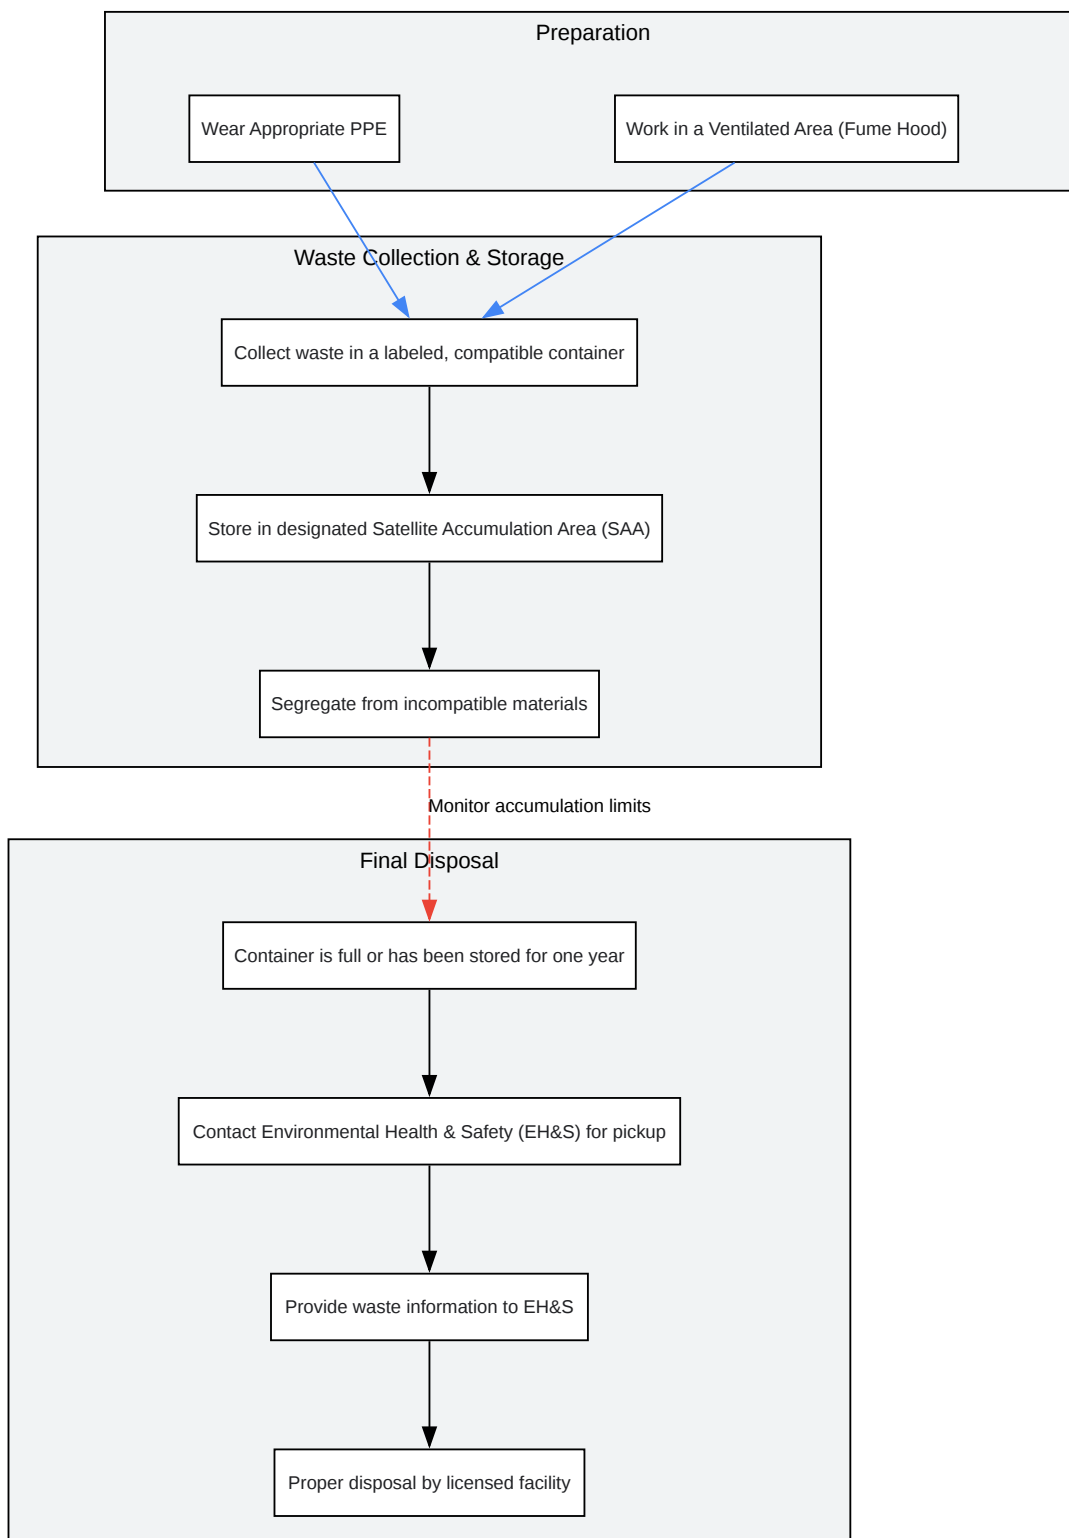 Preparation
Wear Appropriate PPE
Work in a Ventilated Area (Fume Hood)
Waste Collection & Storage
Collect waste in a labeled, compatible container
Store in designated Satellite Accumulation Area (SAA)
Segregate from incompatible materials
Monitor accumulation limits
Final Disposal
Container is full or has been stored for one year
Contact Environmental Health & Safety (EH&S) for pickup
Provide waste information to EH&S
Proper disposal by licensed facility